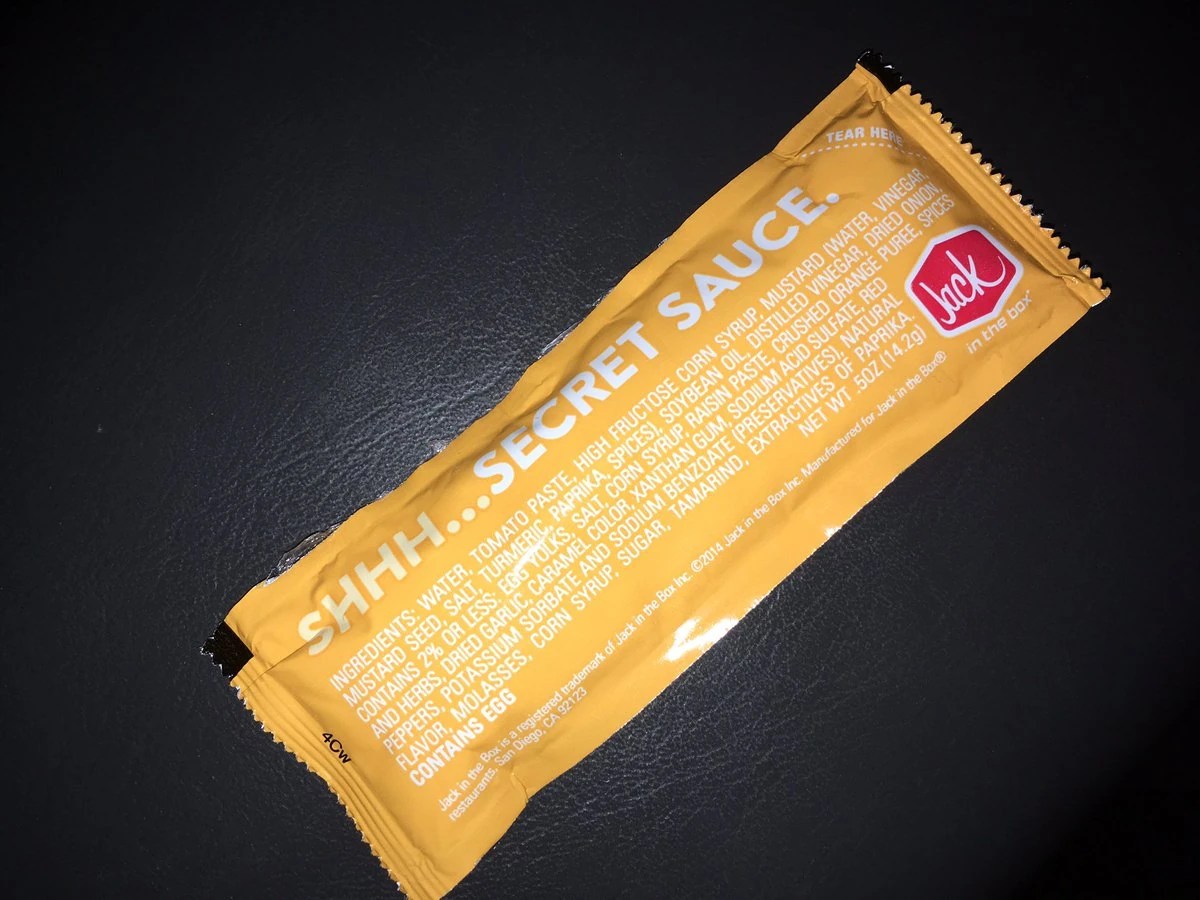 TEAR HERE
SHHH...SECRET SAUCE.
INGREDIENTS: WATER, TOMATO PASTE, HIGH FRUCTOSE CORN SYRUP, MUSTARD (WATER, VINEGAR,
MUSTARD SEED, SALT, TURMERIC, PAPRIKA, SPICES), SOYBEAN OIL, DISTILLED VINEGAR, DRIED ONION,
CONTAINS 2% OR LESS: EGG YOLKS, SALT, CORN SYRUP, RAISIN PASTE, CRUSHED ORANGE PUREE, SPICES
AND HERBS, DRIED GARLIC, CARAMEL COLOR, XANTHAN GUM, SODIUM ACID SULFATE, RED
PEPPERS, POTASSIUM SORBATE AND SODIUM BENZOATE (PRESERVATIVES), NATURAL
FLAVOR, MOLASSES, CORN SYRUP, SUGAR, TAMARIND, EXTRACTIVES OF PAPRIKA.
CONTAINS EGG
NET WT .5OZ (14.2g)
Jack in the Box is a registered trademark of Jack in the Box Inc. ©2014 Jack in the Box Inc. Manufactured for Jack in the Box®
restaurants, San Diego, CA 92123
Jack
in the box
4CW